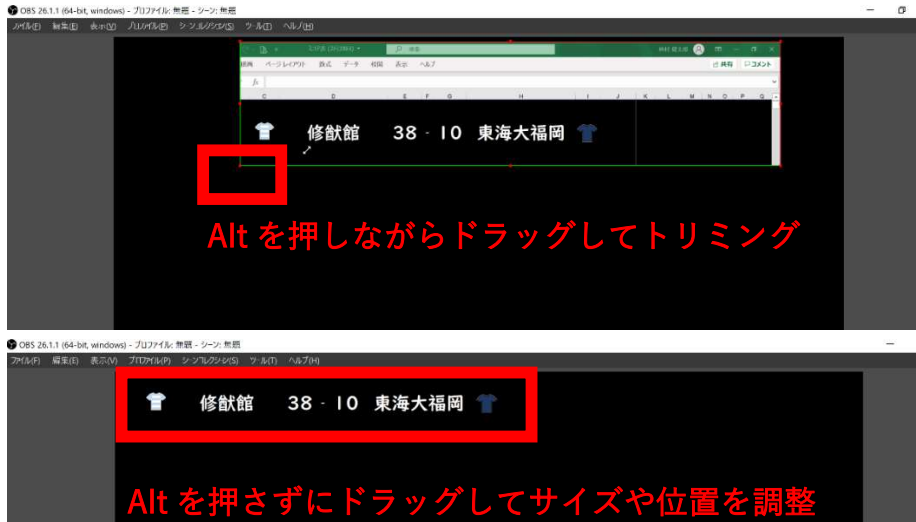 OBS 26.1.1 (64-bit, windows) - プロファイル: 無題 - シーン: 無題
ファイル(F) 編集(E) 表示(V) プロファイル(P) シーンコレクション(S) ツール(T) ヘルプ(H)
検索
ページレイアウト 数式 データ 校閲 表示 ヘルプ 共有 コメント
fx
C D E F G H I J K L M N O P Q
修猷館 38 - 10 東海大福岡
Alt を押しながらドラッグしてトリミング
OBS 26.1.1 (64-bit, windows) - プロファイル: 無題 - シーン: 無題
ファイル(F) 編集(E) 表示(V) プロファイル(P) シーンコレクション(S) ツール(T) ヘルプ(H)
修猷館 38 - 10 東海大福岡
Alt を押さずにドラッグしてサイズや位置を調整